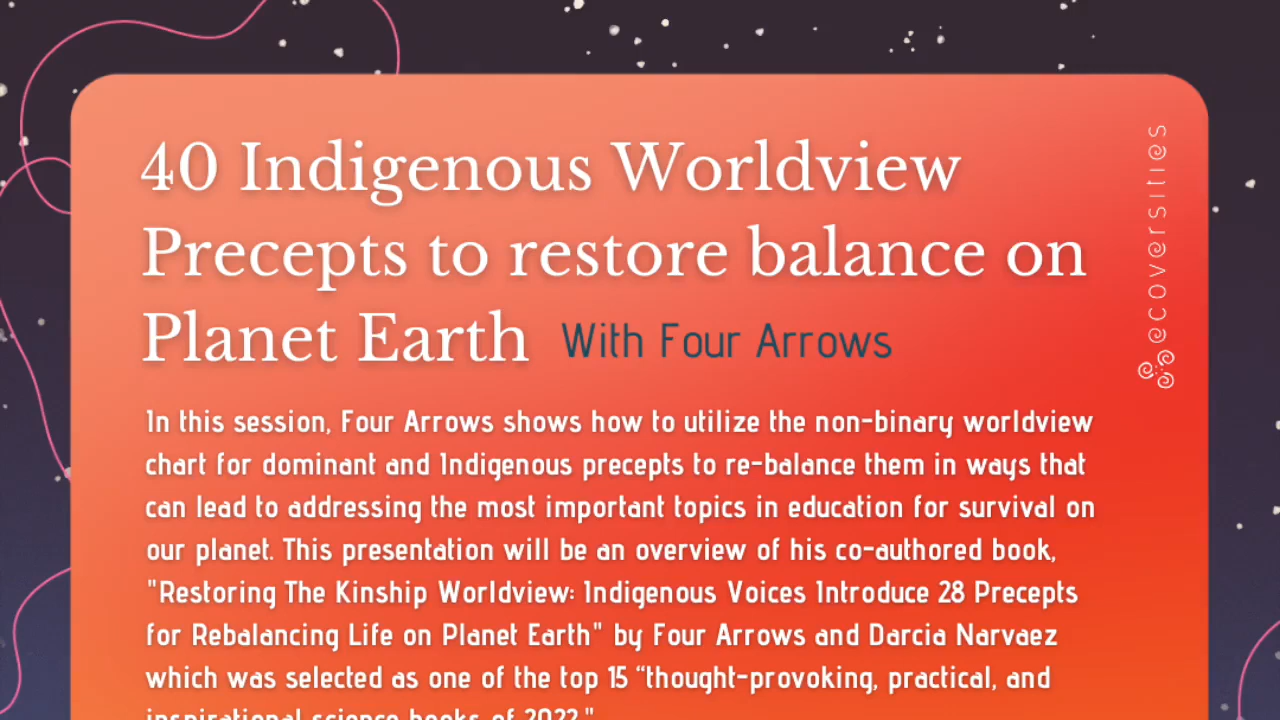 40 Indigenous Worldview
Precepts to restore balance on
Planet Earth With Four Arrows
ecoversities
In this session, Four Arrows shows how to utilize the non-binary worldview
chart for dominant and Indigenous precepts to re-balance them in ways that
can lead to addressing the most important topics in education for survival on
our planet. This presentation will be an overview of his co-authored book,
"Restoring The Kinship Worldview: Indigenous Voices Introduce 28 Precepts
for Rebalancing Life on Planet Earth" by Four Arrows and Darcia Narvaez
which was selected as one of the top 15 “thought-provoking, practical, and
inspirational science books of 2022."